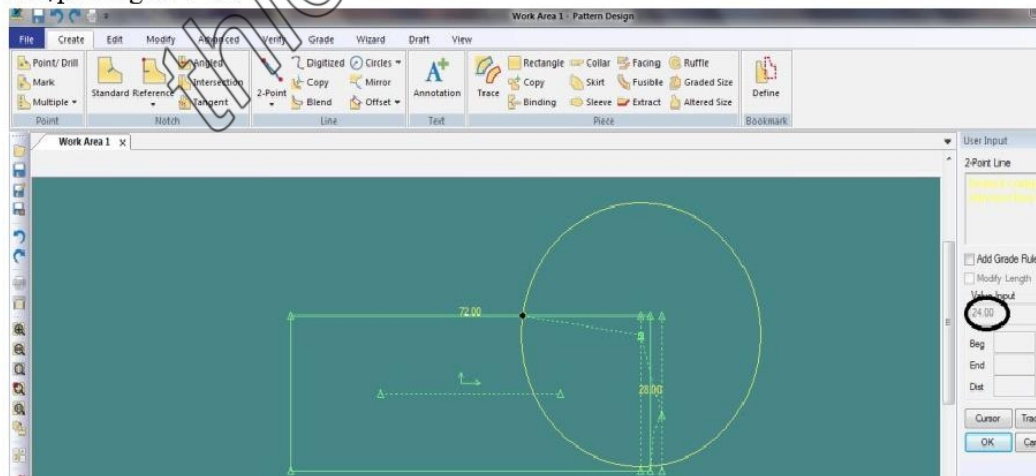 Work Area 1 - Pattern Design
File Create Edit Modify Advanced Verify Grade Wizard Draft View
Point/ Drill
Mark
Multiple
Point
Standard Reference
Angled
Intersection
Tangent
Notch
2-Point
Digitized Circles
Copy Mirror
Blend Offset
Line
Annotation
Text
Trace
Rectangle Collar Facing Ruffle
Copy Skirt Fusible Graded Size
Binding Sleeve Extract Altered Size
Piece
Define
Bookmark
Work Area 1 x
User Input
2-Point Line
Add Grade Rule
Modify Length
Value Input
24.00
Beg
End
Dist
Cursor
OK
72.00
28.00